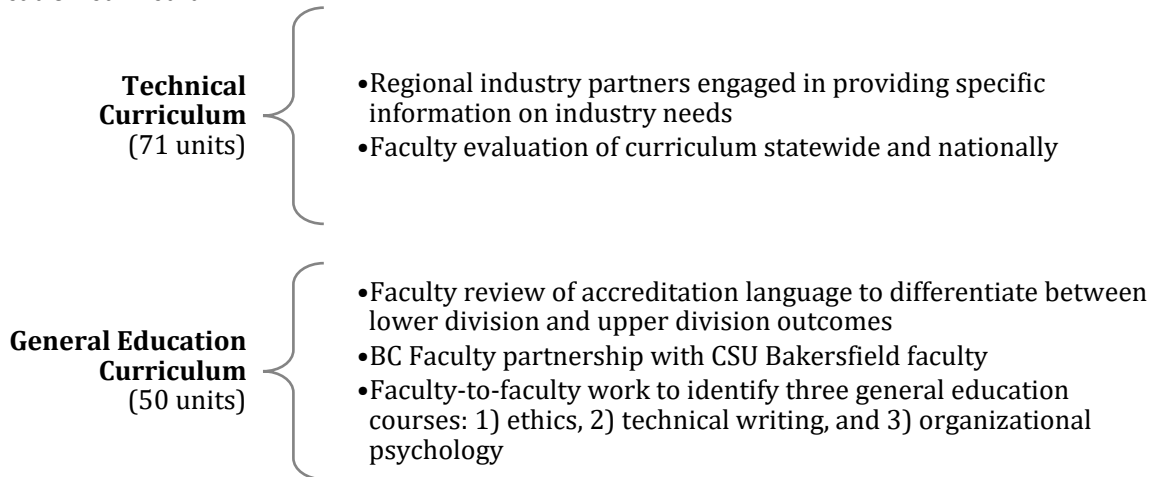 Technical
Curriculum
(71 units)
•Regional industry partners engaged in providing specific
information on industry needs
•Faculty evaluation of curriculum statewide and nationally
General Education
Curriculum
(50 units)
•Faculty review of accreditation language to differentiate between
lower division and upper division outcomes
•BC Faculty partnership with CSU Bakersfield faculty
•Faculty-to-faculty work to identify three general education
courses: 1) ethics, 2) technical writing, and 3) organizational
psychology